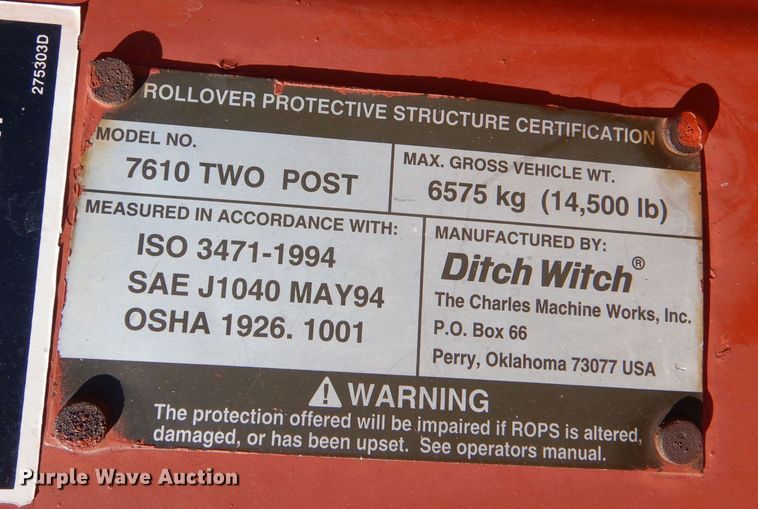 275303D
ROLLOVER PROTECTIVE STRUCTURE CERTIFICATION
MODEL NO.
7610 TWO POST
MAX. GROSS VEHICLE WT.
6575 kg (14,500 lb)
MEASURED IN ACCORDANCE WITH:
ISO 3471-1994
SAE J1040 MAY94
OSHA 1926. 1001
MANUFACTURED BY:
Ditch Witch®
The Charles Machine Works, Inc.
P.O. Box 66
Perry, Oklahoma 73077 USA
WARNING
The protection offered will be impaired if ROPS is altered,
damaged, or has been upset. See operators manual.
Purple Wave Auction